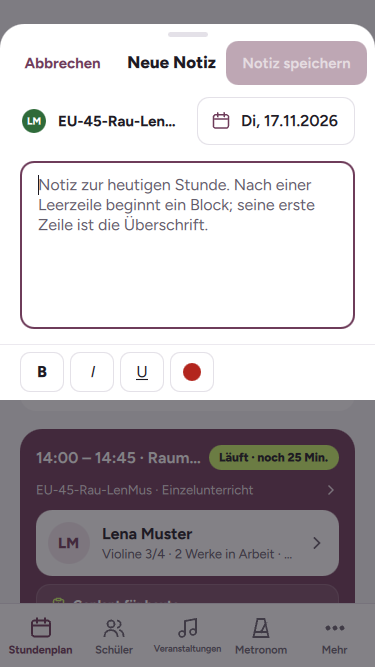 Abbrechen Neue Notiz Notiz speichern
LM EU-45-Rau-Len... Di, 17.11.2026
Notiz zur heutigen Stunde. Nach einer
Leerzeile beginnt ein Block; seine erste
Zeile ist die Überschrift.
B I U
14:00 – 14:45 · Raum... Läuft · noch 25 Min.
EU-45-Rau-LenMus · Einzelunterricht
LM Lena Muster
Violine 3/4 · 2 Werke in Arbeit · ...
Stundenplan Schüler Veranstaltungen Metronom Mehr